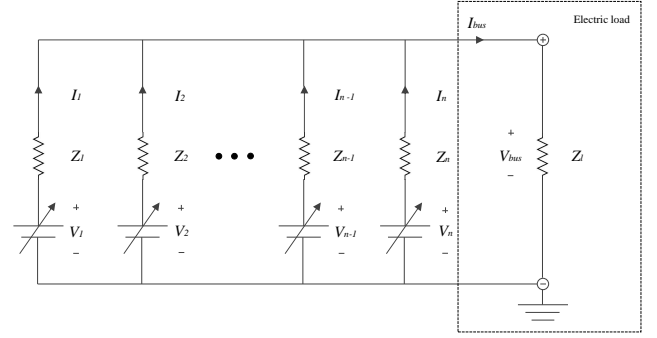 Electric load
Ibus
I1
I2
In-1
In
Z1
Z2
Zn-1
Zn
+
Vbus
−
Zl
+
V1
−
+
V2
−
+
Vn-1
−
+
Vn
−